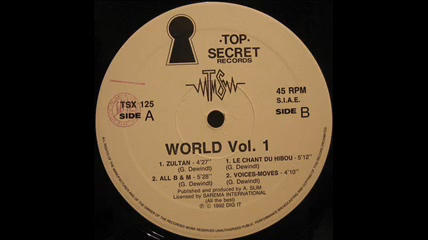 ·TOP·
SECRET
RECORDS
TS
TSX 125
SIDE A
45 RPM
S.I.A.E.
SIDE B
WORLD Vol. 1
1. ZULTAN - 4'27"
(G. Dewindt)
2. ALL B & M - 5'28"
(G. Dewindt)
1. LE CHANT DU HIBOU - 5'12"
(G. Dewindt)
2. VOICES-MOVES - 4'10"
(G. Dewindt)
Published and produced by A. SLIM
Licensed by SAREMA INTERNATIONAL
(All the best)
℗ © 1992 DIG IT